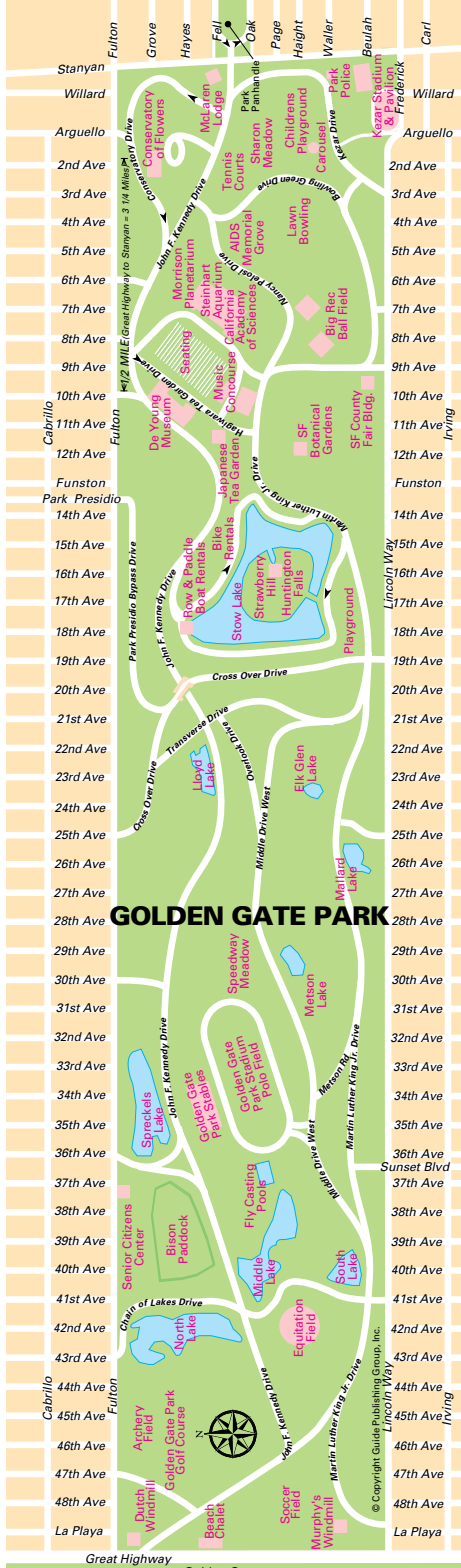 Fulton
Grove
Hayes
Fell
Oak
Page
Haight
Waller
Beulah
Carl
Stanyan
Willard
Arguello
2nd Ave
3rd Ave
4th Ave
5th Ave
6th Ave
7th Ave
8th Ave
9th Ave
10th Ave
11th Ave
12th Ave
Funston
Park Presidio
14th Ave
15th Ave
16th Ave
17th Ave
18th Ave
19th Ave
20th Ave
21st Ave
22nd Ave
23rd Ave
24th Ave
25th Ave
26th Ave
27th Ave
28th Ave
29th Ave
30th Ave
31st Ave
32nd Ave
33rd Ave
34th Ave
35th Ave
36th Ave
37th Ave
38th Ave
39th Ave
40th Ave
41st Ave
42nd Ave
43rd Ave
44th Ave
45th Ave
46th Ave
47th Ave
48th Ave
La Playa
Great Highway
Cabrillo
Fulton
Cabrillo
Fulton
Park
Panhandle
McLaren
Lodge
Conservatory
of Flowers
Conservatory Drive
1/2 MILE(Great Highway to Stanyan = 3 1/4 Miles)
John F. Kennedy Drive
Tennis
Courts
Sharon
Meadow
Childrens
Playground
Carousel
Park
Police
Kezar Stadium
& Pavilion
Frederick
Kezar Drive
Bowling Green Drive
AIDS
Memorial
Grove
Lawn
Bowling
Nancy Pelosi Drive
Morrison
Planetarium
Steinhart
Aquarium
California
Academy
of Sciences
Big Rec
Ball Field
Seating
Music
Concourse
Hagiwara Tea Garden Drive
De Young
Museum
Japanese
Tea Garden
SF
Botanical
Gardens
SF County
Fair Bldg.
Martin Luther King Jr. Drive
Martin Luther King Jr. Drive
Bike
Rentals
Row & Paddle
Boat Rentals
Stow Lake
Strawberry
Hill
Huntington
Falls
Playground
Park Presidio Bypass Drive
John F. Kennedy Drive
Cross Over Drive
Transverse Drive
Cross Over Drive
Overlook Drive
Lloyd
Lake
Elk Glen
Lake
Middle Drive West
Mallard
Lake
GOLDEN GATE PARK
Speedway
Meadow
Metson
Lake
Golden Gate
Park Stadium
Polo Field
Golden Gate
Park Stables
John F. Kennedy Drive
Spreckels
Lake
Metson Rd
Martin Luther King Jr. Drive
Middle Drive West
Senior Citizens
Center
Bison
Paddock
Fly Casting
Pools
Middle
Lake
South
Lake
Chain of Lakes Drive
North
Lake
Equitation
Field
John F. Kennedy Drive
Martin Luther King Jr. Drive
Archery
Field
Golden Gate Park
Golf Course
N
Dutch
Windmill
Beach
Chalet
Soccer
Field
Murphy's
Windmill
© Copyright Guide Publishing Group, Inc.
Willard
Arguello
2nd Ave
3rd Ave
4th Ave
5th Ave
6th Ave
7th Ave
8th Ave
9th Ave
10th Ave
11th Ave
12th Ave
Funston
14th Ave
15th Ave
16th Ave
17th Ave
18th Ave
19th Ave
20th Ave
21st Ave
22nd Ave
23rd Ave
24th Ave
25th Ave
26th Ave
27th Ave
28th Ave
29th Ave
30th Ave
31st Ave
32nd Ave
33rd Ave
34th Ave
35th Ave
36th Ave
Sunset Blvd
37th Ave
38th Ave
39th Ave
40th Ave
41st Ave
42nd Ave
43rd Ave
44th Ave
45th Ave
46th Ave
47th Ave
48th Ave
La Playa
Irving
Lincoln Way
Lincoln Way
Irving